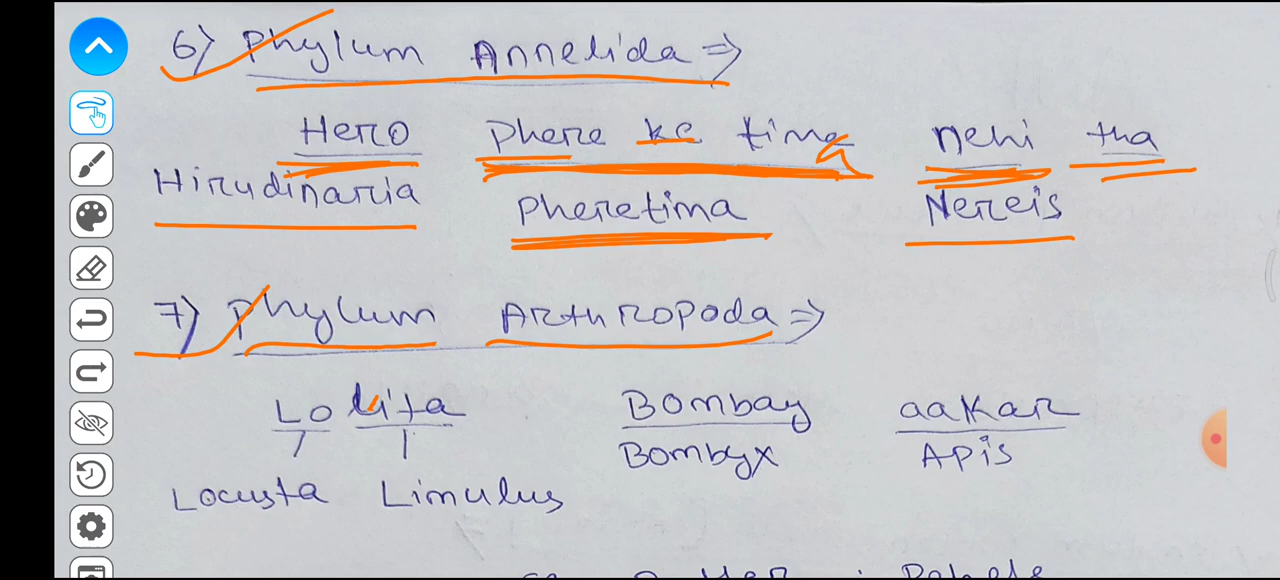 6) Phylum Annelida ⇒
Hero Phere ke tima nehi tha
Hirudinaria Pheretima Nereis
7) Phylum Arthropoda ⇒
Lo lita Bombay aakar
Locusta Limulus Bombyx Apis